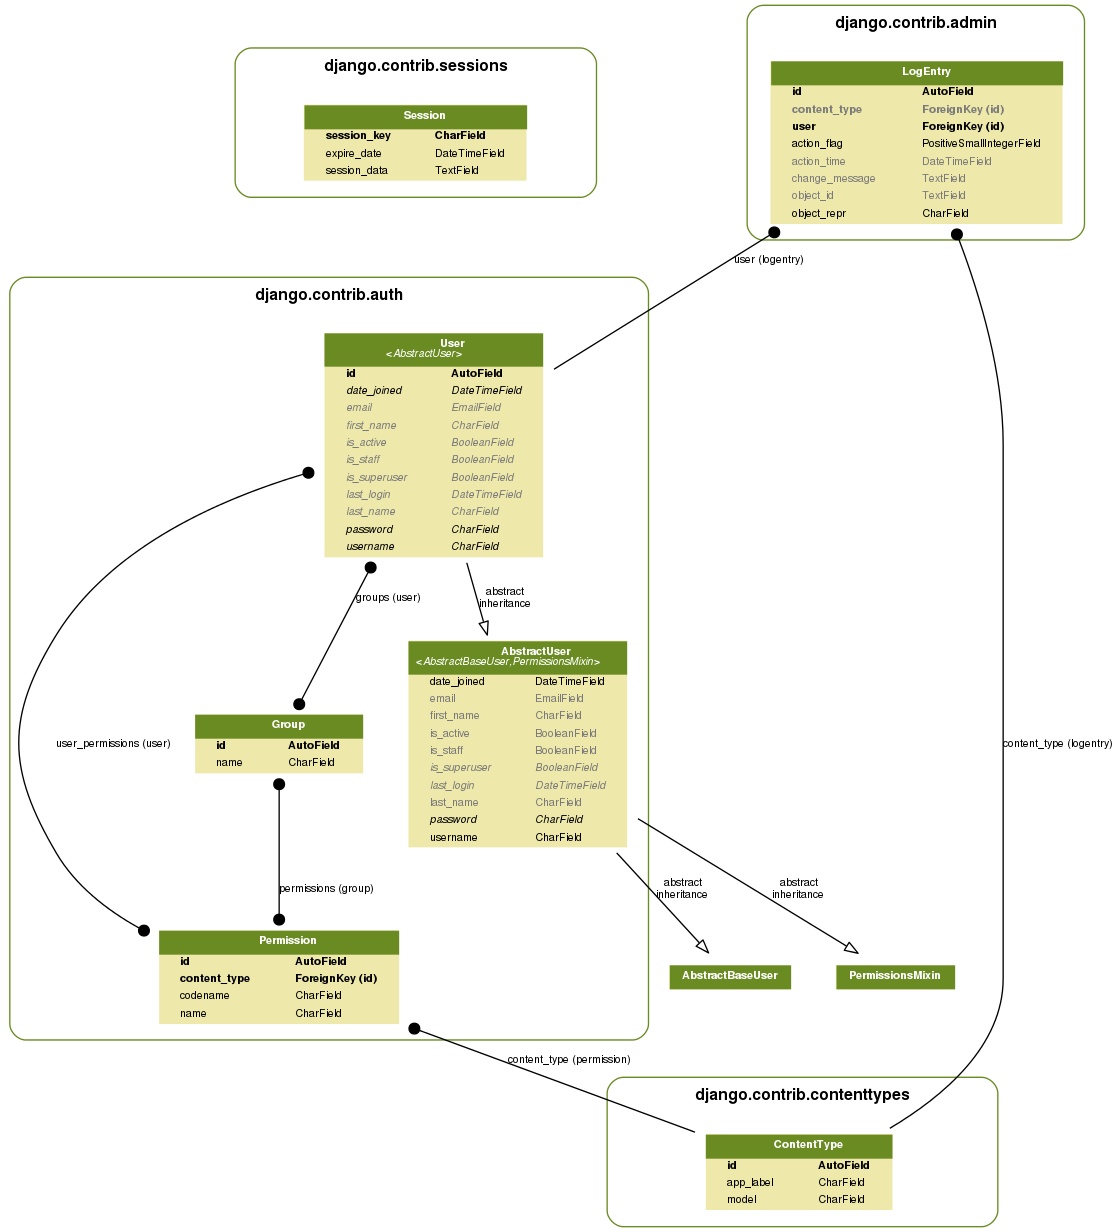 django.contrib.admin
LogEntry
id AutoField
content_type ForeignKey (id)
user ForeignKey (id)
action_flag PositiveSmallIntegerField
action_time DateTimeField
change_message TextField
object_id TextField
object_repr CharField
django.contrib.sessions
Session
session_key CharField
expire_date DateTimeField
session_data TextField
user (logentry)
django.contrib.auth
User
<AbstractUser>
id AutoField
date_joined DateTimeField
email EmailField
first_name CharField
is_active BooleanField
is_staff BooleanField
is_superuser BooleanField
last_login DateTimeField
last_name CharField
password CharField
username CharField
groups (user)
abstract
inheritance
AbstractUser
<AbstractBaseUser,PermissionsMixin>
date_joined DateTimeField
email EmailField
first_name CharField
is_active BooleanField
is_staff BooleanField
is_superuser BooleanField
last_login DateTimeField
last_name CharField
password CharField
username CharField
Group
id AutoField
name CharField
user_permissions (user)
content_type (logentry)
permissions (group)
abstract
inheritance
abstract
inheritance
Permission
id AutoField
content_type ForeignKey (id)
codename CharField
name CharField
AbstractBaseUser
PermissionsMixin
content_type (permission)
django.contrib.contenttypes
ContentType
id AutoField
app_label CharField
model CharField